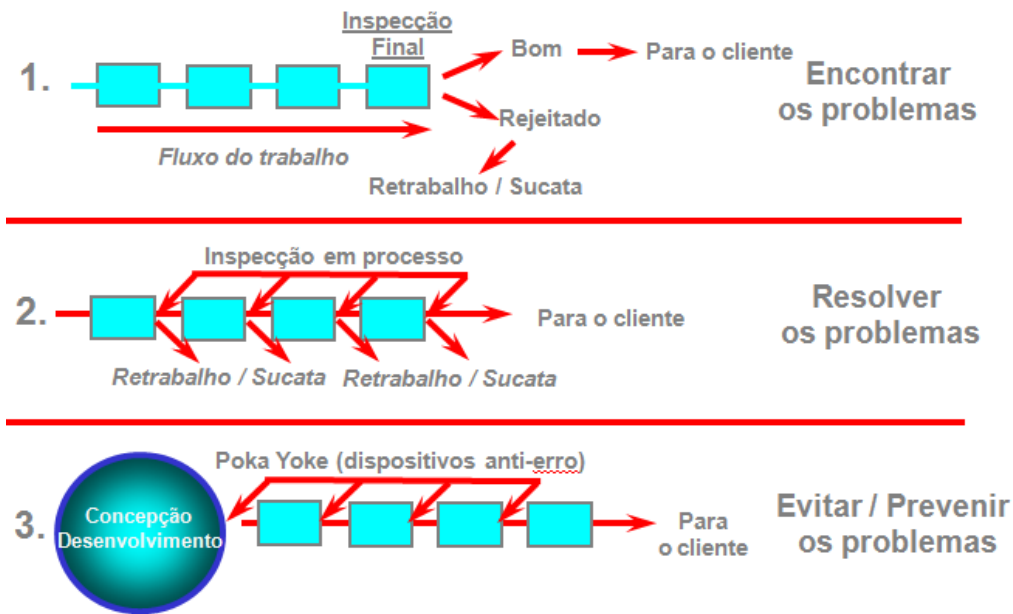 Inspecção
Final
1.
Bom
Para o cliente
Encontrar
os problemas
Rejeitado
Fluxo do trabalho
Retrabalho / Sucata
Inspecção em processo
2.
Para o cliente
Resolver
os problemas
Retrabalho / Sucata
Retrabalho / Sucata
Poka Yoke (dispositivos anti-erro)
3.
Concepção
Desenvolvimento
Para
o cliente
Evitar / Prevenir
os problemas